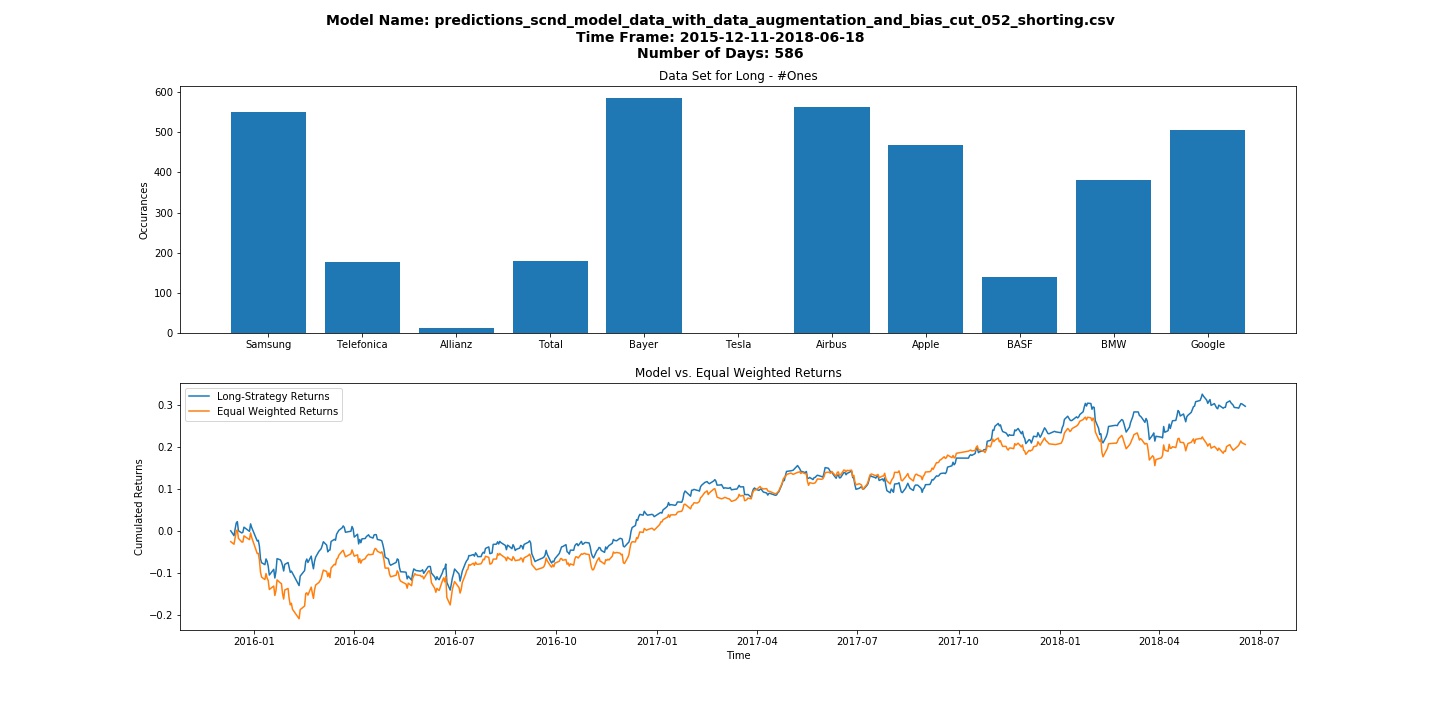 Model Name: predictions_scnd_model_data_with_data_augmentation_and_bias_cut_052_shorting.csv
Time Frame: 2015-12-11-2018-06-18
Number of Days: 586
Data Set for Long - #Ones
600
500
400
300
200
100
0
Occurances
Samsung Telefonica Allianz Total Bayer Tesla Airbus Apple BASF BMW Google
Model vs. Equal Weighted Returns
Long-Strategy Returns
Equal Weighted Returns
0.3
0.2
0.1
0.0
−0.1
−0.2
Cumulated Returns
2016-01 2016-04 2016-07 2016-10 2017-01 2017-04 2017-07 2017-10 2018-01 2018-04 2018-07
Time